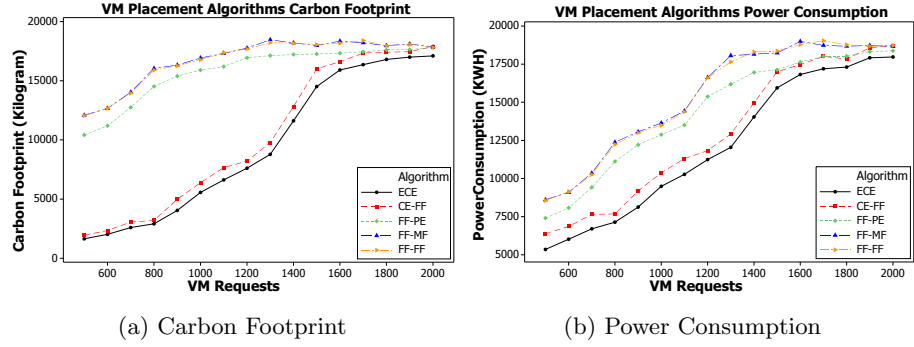 VM Placement Algorithms Carbon Footprint
Carbon Footprint (Kilogram)
20000
15000
10000
5000
0
Algorithm
ECE
CE-FF
FF-PE
FF-MF
FF-FF
600 800 1000 1200 1400 1600 1800 2000
VM Requests
(a) Carbon Footprint
VM Placement Algorithms Power Consumption
PowerConsumption (KWH)
20000
17500
15000
12500
10000
7500
5000
Algorithm
ECE
CE-FF
FF-PE
FF-MF
FF-FF
600 800 1000 1200 1400 1600 1800 2000
VM Requests
(b) Power Consumption